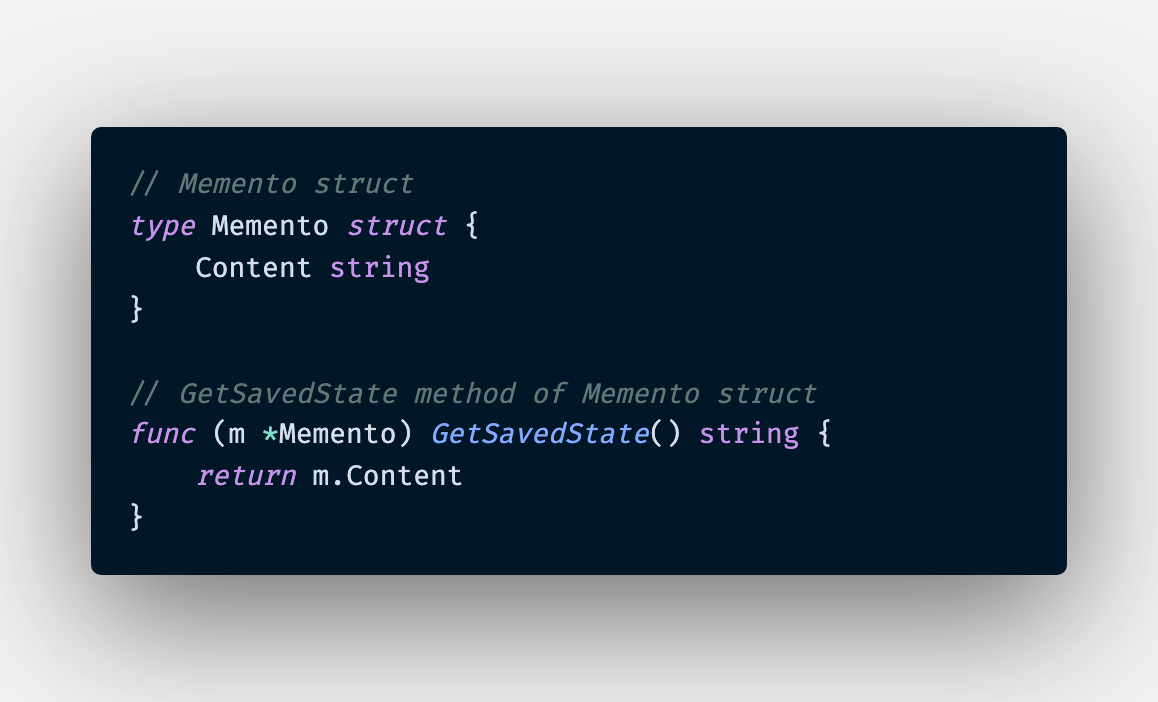 // Memento struct
type Memento struct {
    Content string
}

// GetSavedState method of Memento struct
func (m *Memento) GetSavedState() string {
    return m.Content
}